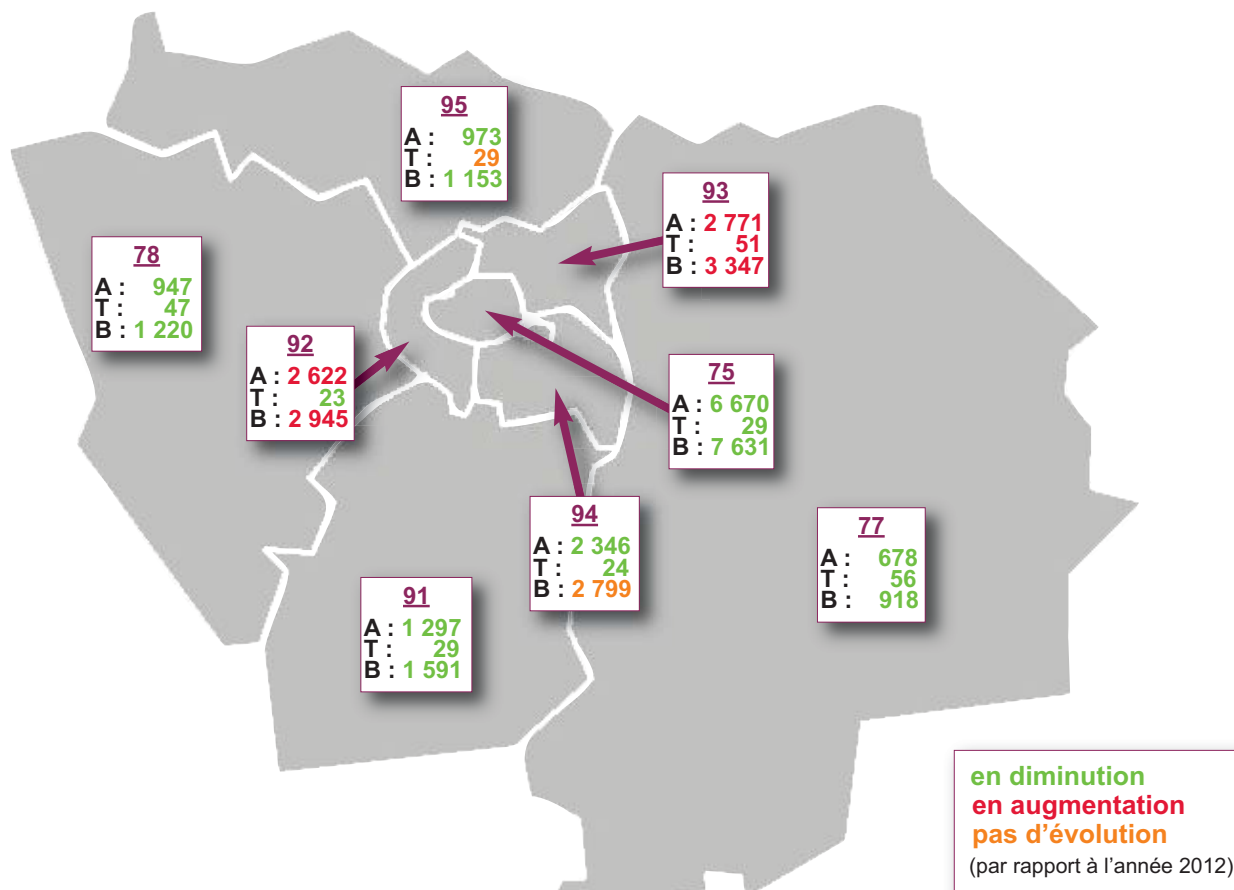 95
A : 973
T : 29
B : 1 153
93
A : 2 771
T : 51
B : 3 347
78
A : 947
T : 47
B : 1 220
92
A : 2 622
T : 23
B : 2 945
75
A : 6 670
T : 29
B : 7 631
94
A : 2 346
T : 24
B : 2 799
77
A : 678
T : 56
B : 918
91
A : 1 297
T : 29
B : 1 591
en diminution
en augmentation
pas d’évolution
(par rapport à l’année 2012)